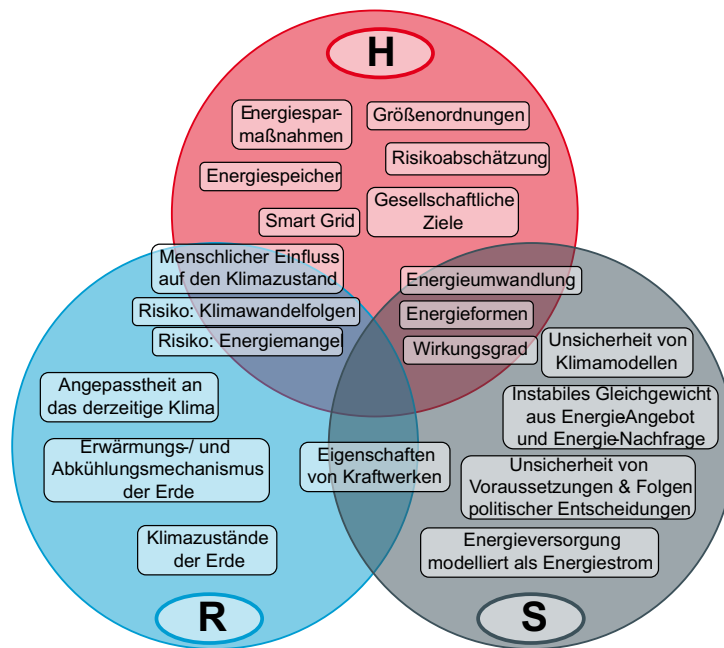 H
Energiespar-
maßnahmen
Größenordnungen
Risikoabschätzung
Energiespeicher
Gesellschaftliche
Ziele
Smart Grid
Menschlicher Einfluss
auf den Klimazustand
Risiko: Klimawandelfolgen
Risiko: Energiemangel
Energieumwandlung
Energieformen
Wirkungsgrad
Unsicherheit von
Klimamodellen
Angepasstheit an
das derzeitige Klima
Instabiles Gleichgewicht
aus Energie-Angebot
und Energie-Nachfrage
Erwärmungs-/ und
Abkühlungsmechanismus
der Erde
Eigenschaften
von Kraftwerken
Unsicherheit von
Voraussetzungen & Folgen
politischer Entscheidungen
Klimazustände
der Erde
Energieversorgung
modelliert als Energiestrom
R
S